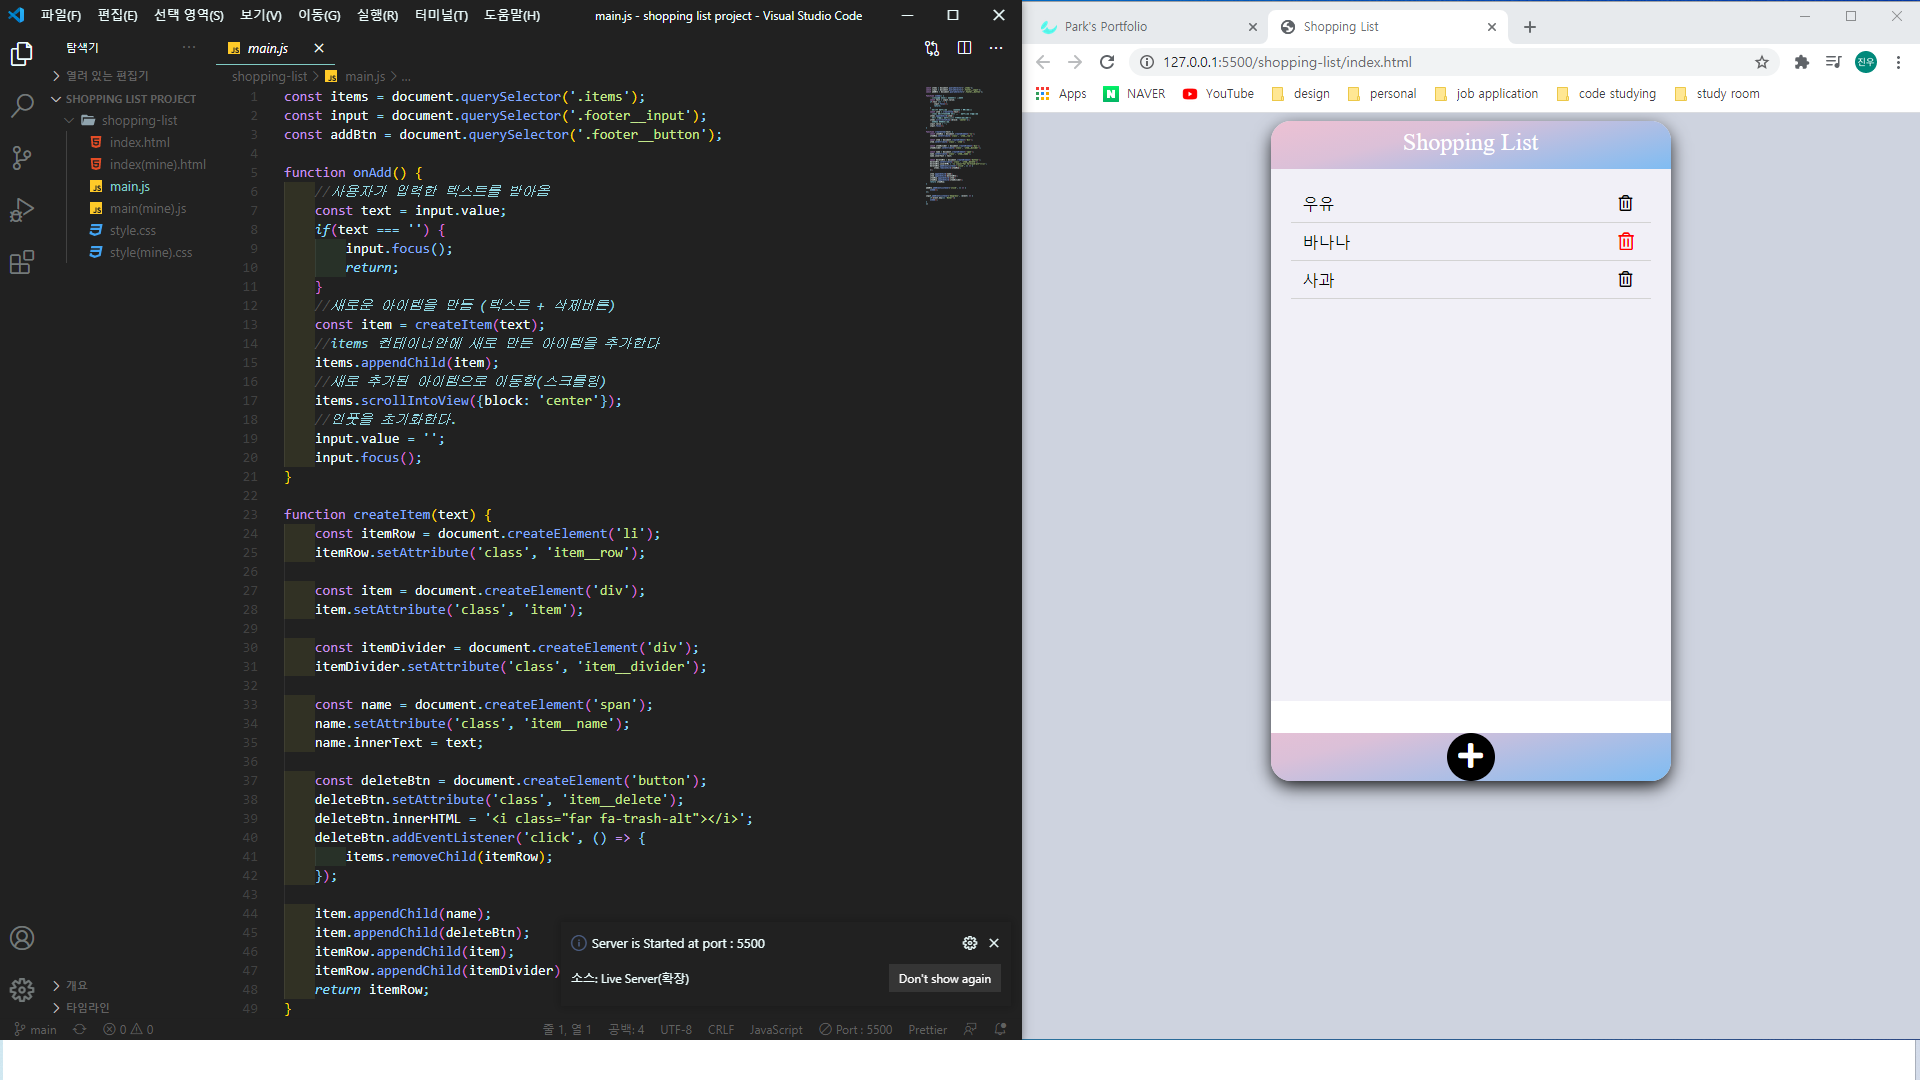 파일(F) 편집(E) 선택 영역(S) 보기(V) 이동(G) 실행(R) 터미널(T) 도움말(H) main.js - shopping list project - Visual Studio Code
탐색기 ···
열려 있는 편집기
SHOPPING LIST PROJECT
shopping-list
index.html
index(mine).html
JS main.js
JS main(mine).js
style.css
style(mine).css
개요
타임라인
JS main.js
shopping-list > JS main.js > ...
1 const items = document.querySelector('.items');
2 const input = document.querySelector('.footer__input');
3 const addBtn = document.querySelector('.footer__button');
4
5 function onAdd() {
6 //사용자가 입력한 텍스트를 받아옴
7 const text = input.value;
8 if(text === '') {
9 input.focus();
10 return;
11 }
12 //새로운 아이템을 만듬 (텍스트 + 삭제버튼)
13 const item = createItem(text);
14 //items 컨테이너안에 새로 만든 아이템을 추가한다
15 items.appendChild(item);
16 //새로 추가된 아이템으로 이동함(스크롤링)
17 items.scrollIntoView({block: 'center'});
18 //인풋을 초기화한다.
19 input.value = '';
20 input.focus();
21 }
22
23 function createItem(text) {
24 const itemRow = document.createElement('li');
25 itemRow.setAttribute('class', 'item__row');
26
27 const item = document.createElement('div');
28 item.setAttribute('class', 'item');
29
30 const itemDivider = document.createElement('div');
31 itemDivider.setAttribute('class', 'item__divider');
32
33 const name = document.createElement('span');
34 name.setAttribute('class', 'item__name');
35 name.innerText = text;
36
37 const deleteBtn = document.createElement('button');
38 deleteBtn.setAttribute('class', 'item__delete');
39 deleteBtn.innerHTML = '<i class="far fa-trash-alt"></i>';
40 deleteBtn.addEventListener('click', () => {
41 items.removeChild(itemRow);
42 });
43
44 item.appendChild(name);
45 item.appendChild(deleteBtn);
46 itemRow.appendChild(item);
47 itemRow.appendChild(itemDivider)
48 return itemRow;
49 }
Server is Started at port : 5500
소스: Live Server(확장)
Don't show again
main 0 0 줄 1, 열 1 공백: 4 UTF-8 CRLF JavaScript Port : 5500 Prettier
Park's Portfolio
Shopping List
127.0.0.1:5500/shopping-list/index.html
진우
Apps N NAVER YouTube design personal job application code studying study room
Shopping List
우유
바나나
사과